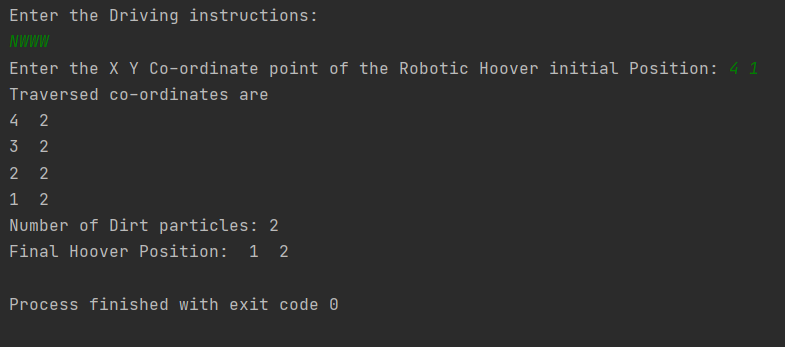 Enter the Driving instructions:
NWWW
Enter the X Y Co-ordinate point of the Robotic Hoover initial Position: 4 1
Traversed co-ordinates are
4  2
3  2
2  2
1  2
Number of Dirt particles: 2
Final Hoover Position:  1  2
Process finished with exit code 0